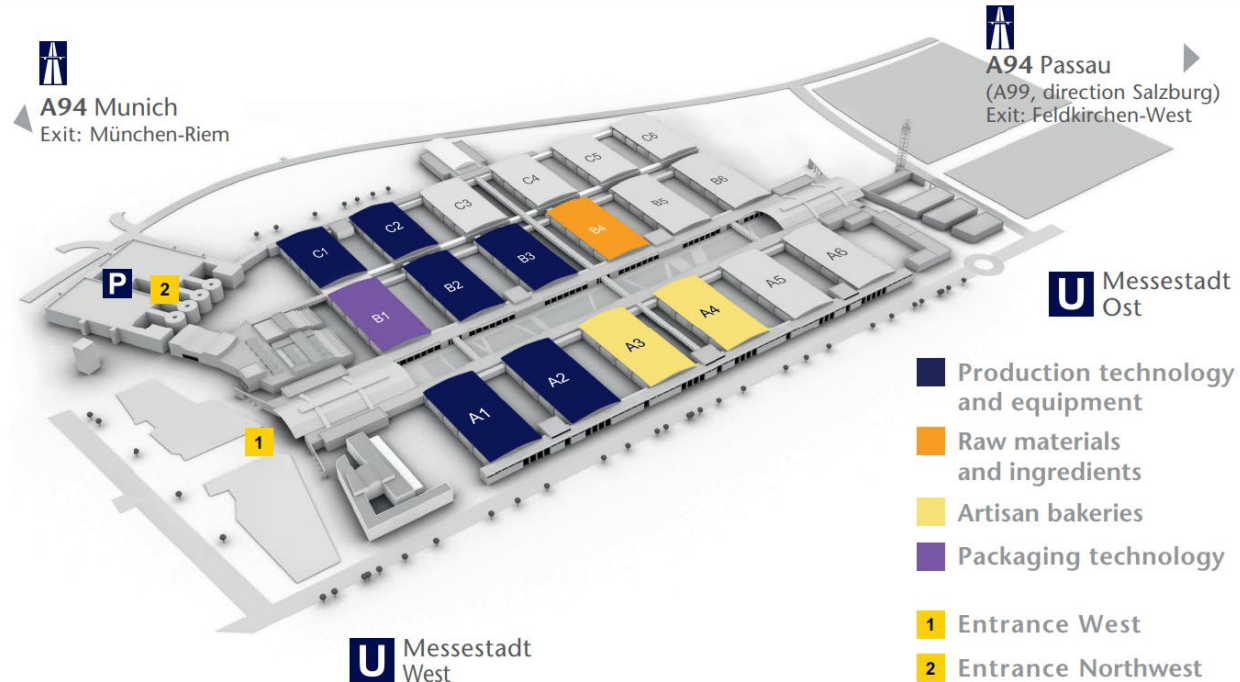 A94 Munich
Exit: München-Riem
A94 Passau
(A99, direction Salzburg)
Exit: Feldkirchen-West
C6
C5
C4
C3
C2
C1
B6
B5
B4
B3
B2
B1
A6
A5
A4
A3
A2
A1
P
2
1
U Messestadt
Ost
Production technology
and equipment
Raw materials
and ingredients
Artisan bakeries
Packaging technology
1 Entrance West
2 Entrance Northwest
U Messestadt
West